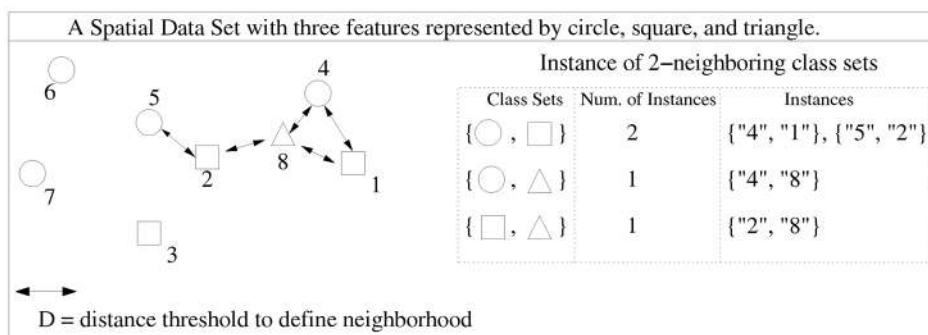 A Spatial Data Set with three features represented by circle, square, and triangle.
6
5
4
2
8
1
7
3
D = distance threshold to define neighborhood
Instance of 2−neighboring class sets
Class Sets Num. of Instances Instances
{ , } 2 {"4", "1"}, {"5", "2"}
{ , } 1 {"4", "8"}
{ , } 1 {"2", "8"}